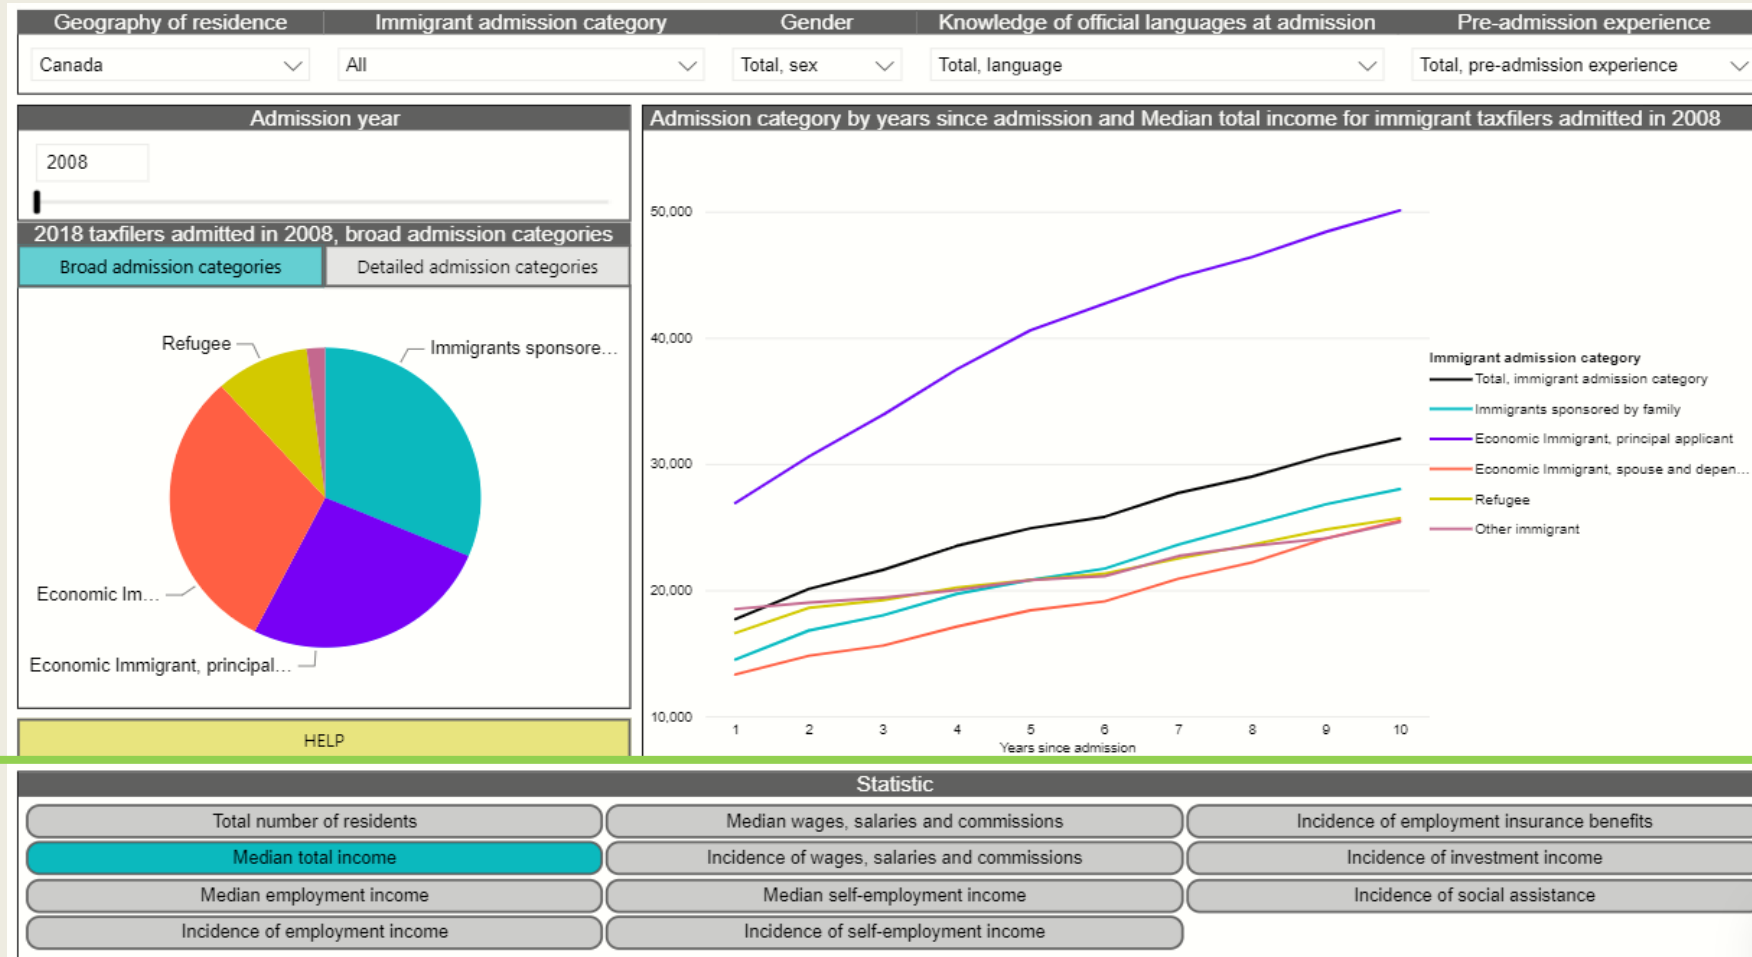 Geography of residence
Immigrant admission category
Gender
Knowledge of official languages at admission
Pre-admission experience
Canada
All
Total, sex
Total, language
Total, pre-admission experience
Admission year
2008
2018 taxfilers admitted in 2008, broad admission categories
Broad admission categories
Detailed admission categories
Refugee
Immigrants sponsore...
Economic Im...
Economic Immigrant, principal...
HELP
Admission category by years since admission and Median total income for immigrant taxfilers admitted in 2008
50,000
40,000
30,000
20,000
10,000
1 2 3 4 5 6 7 8 9 10
Years since admission
Immigrant admission category
Total, immigrant admission category
Immigrants sponsored by family
Economic Immigrant, principal applicant
Economic Immigrant, spouse and depen...
Refugee
Other immigrant
Statistic
Total number of residents
Median wages, salaries and commissions
Incidence of employment insurance benefits
Median total income
Incidence of wages, salaries and commissions
Incidence of investment income
Median employment income
Median self-employment income
Incidence of social assistance
Incidence of employment income
Incidence of self-employment income